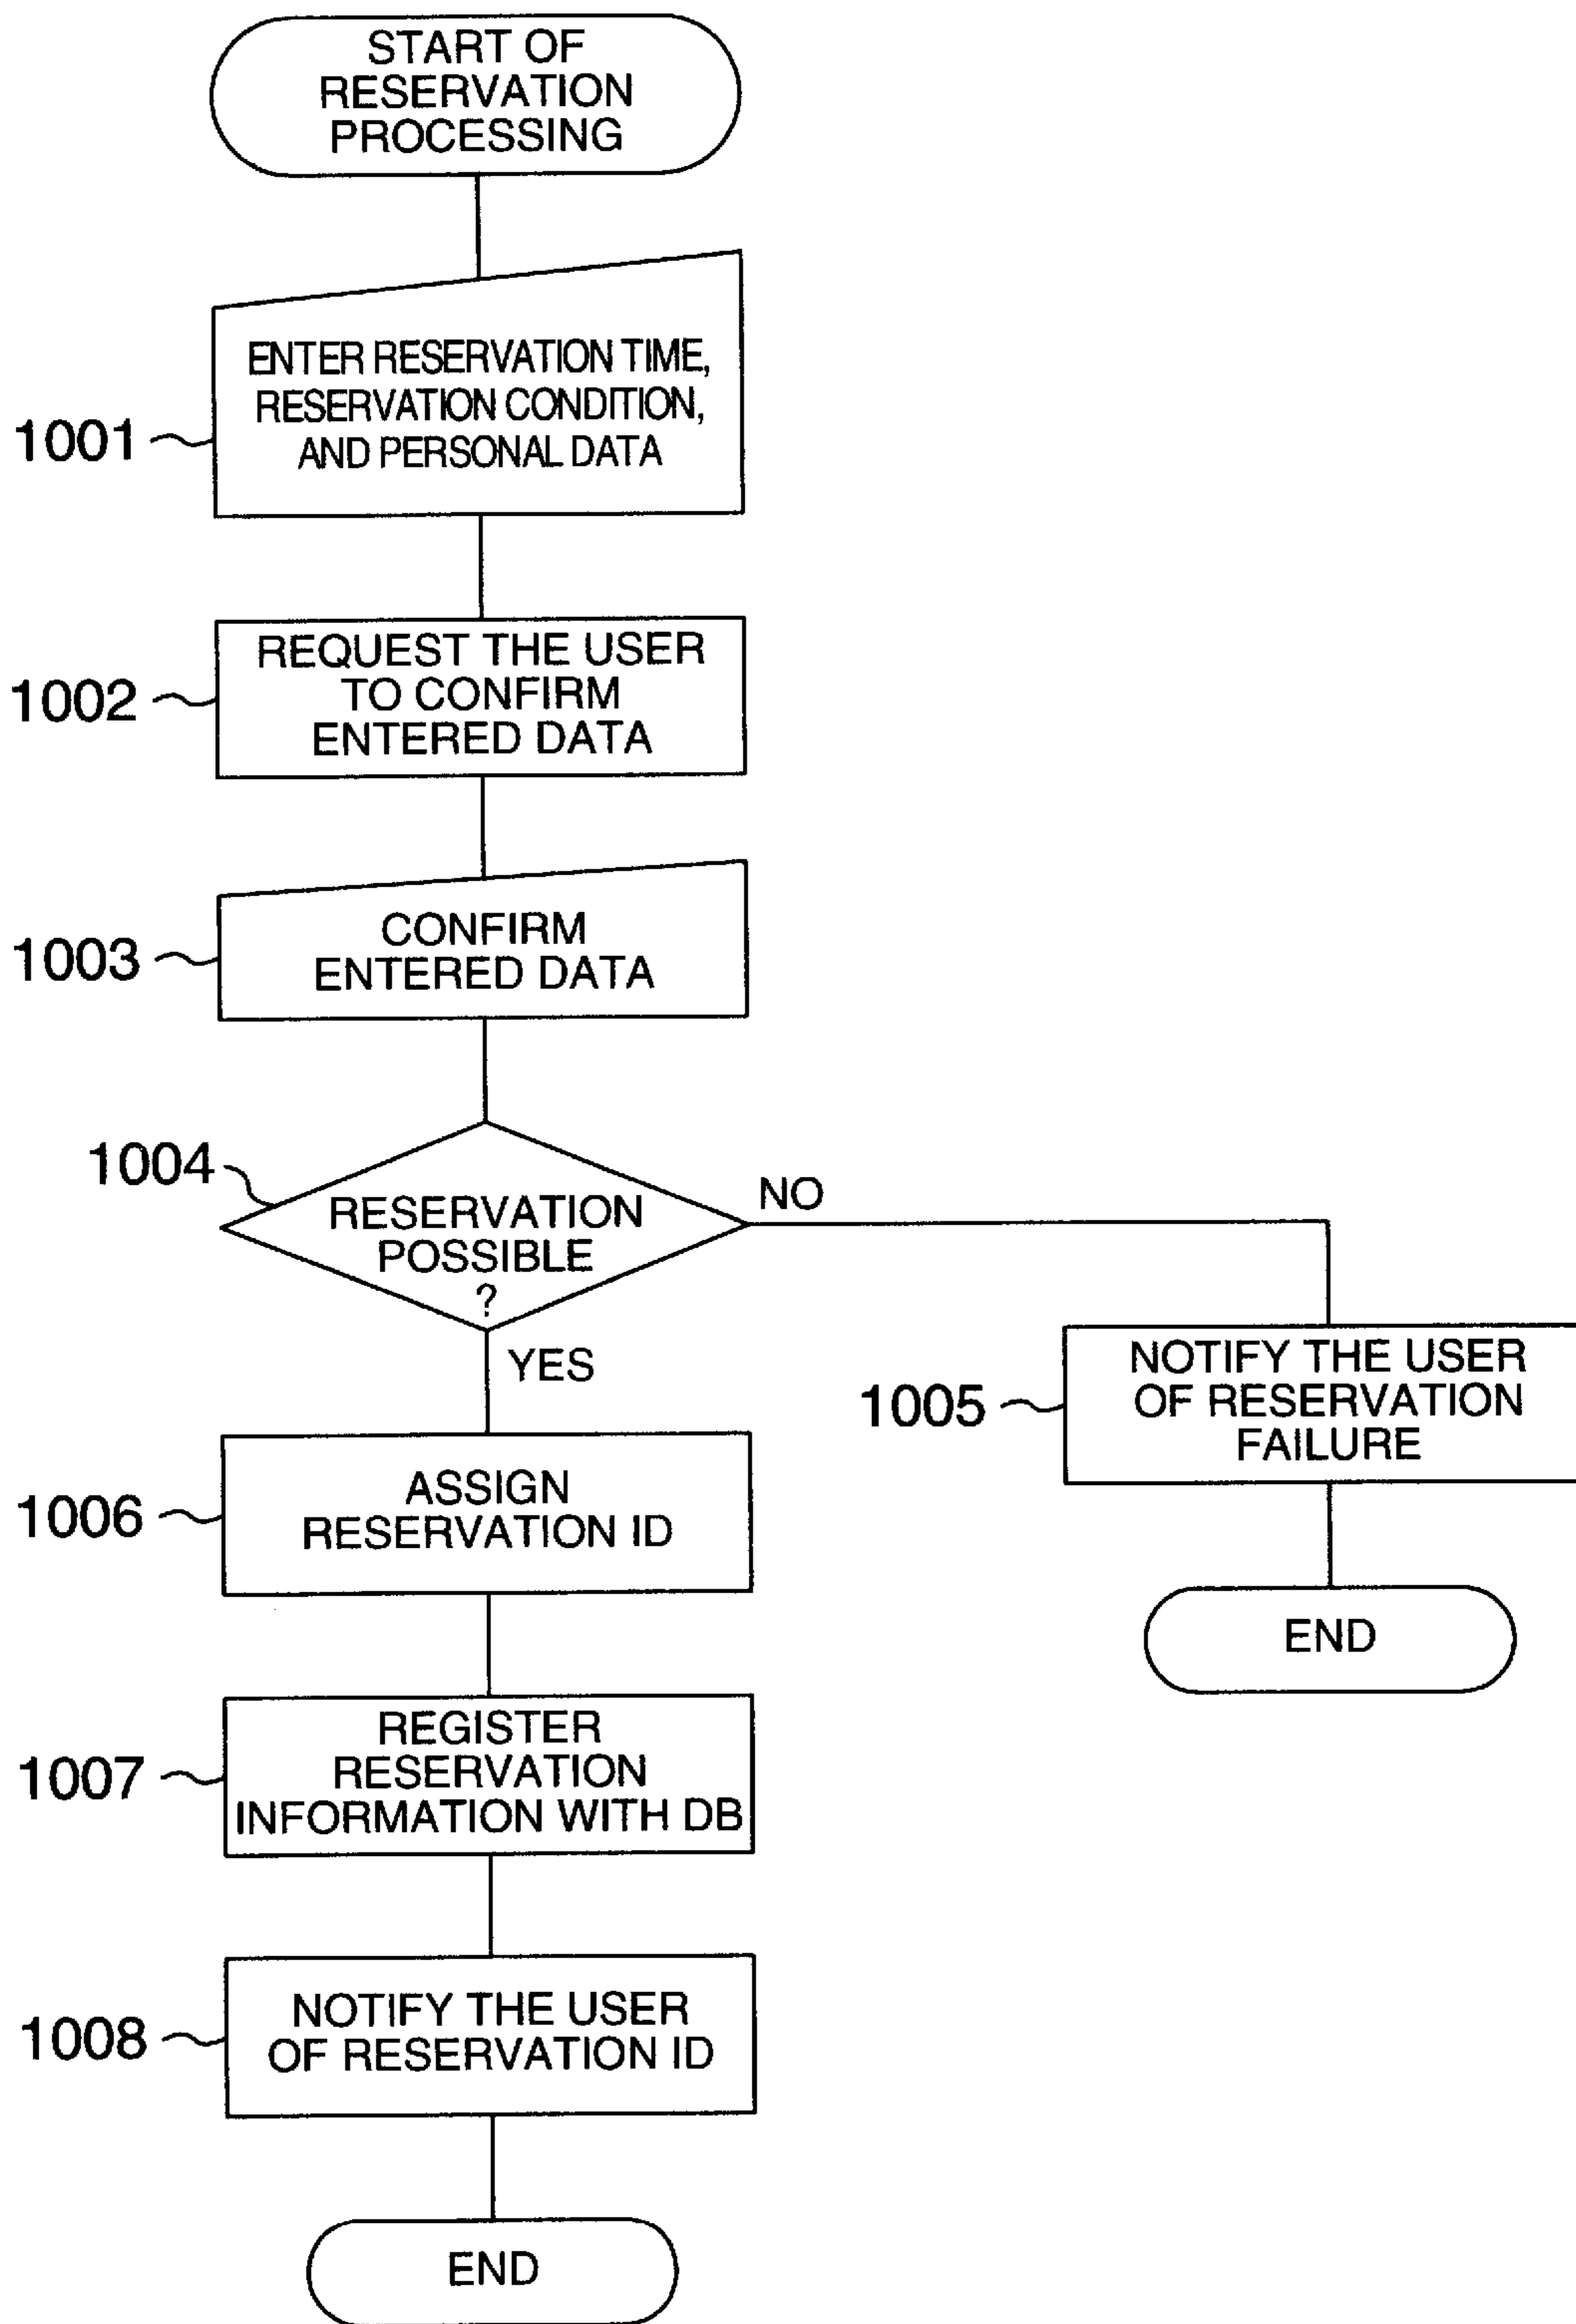 START OF
RESERVATION
PROCESSING
1001
ENTER RESERVATION TIME,
RESERVATION CONDITION,
AND PERSONAL DATA
1002
REQUEST THE USER
TO CONFIRM
ENTERED DATA
1003
CONFIRM
ENTERED DATA
1004
RESERVATION
POSSIBLE
?
NO
YES
1005
NOTIFY THE USER
OF RESERVATION
FAILURE
END
1006
ASSIGN
RESERVATION ID
1007
REGISTER
RESERVATION
INFORMATION WITH DB
1008
NOTIFY THE USER
OF RESERVATION ID
END